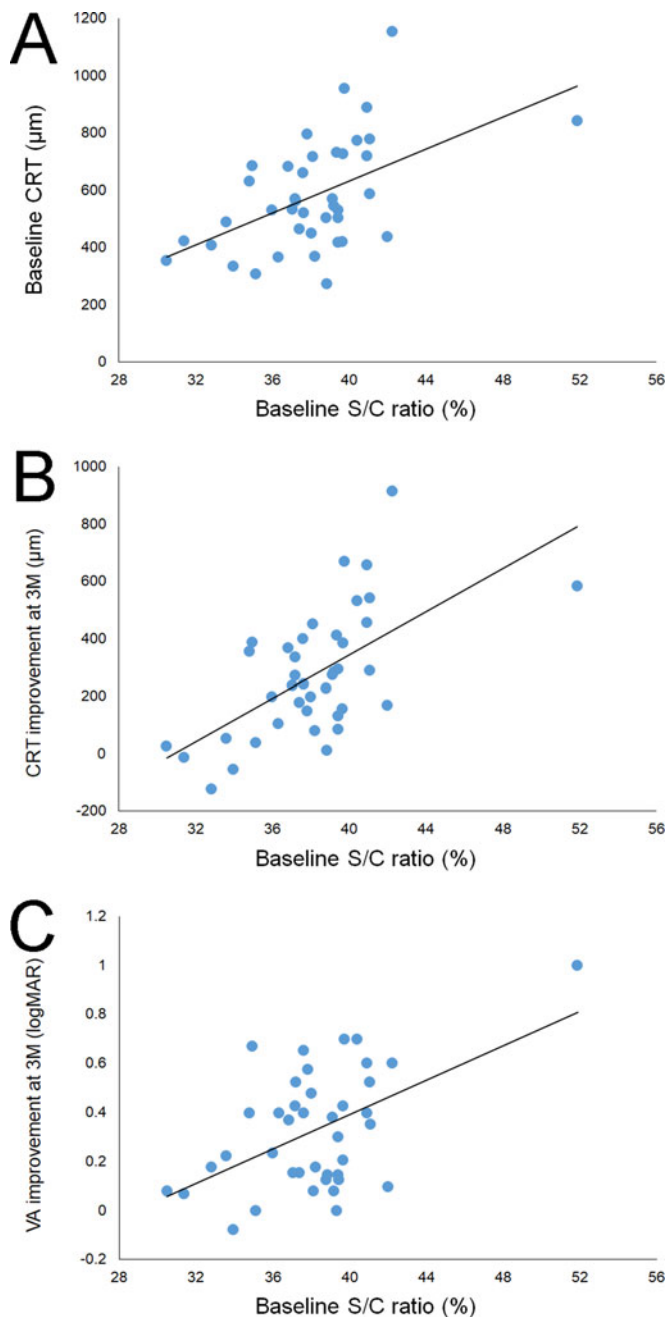 A
Baseline CRT (µm)
1200
1000
800
600
400
200
0
28 32 36 40 44 48 52 56
Baseline S/C ratio (%)
B
CRT improvement at 3M (µm)
1000
800
600
400
200
0
-200
28 32 36 40 44 48 52 56
Baseline S/C ratio (%)
C
VA improvement at 3M (logMAR)
1.2
1
0.8
0.6
0.4
0.2
0
-0.2
28 32 36 40 44 48 52 56
Baseline S/C ratio (%)